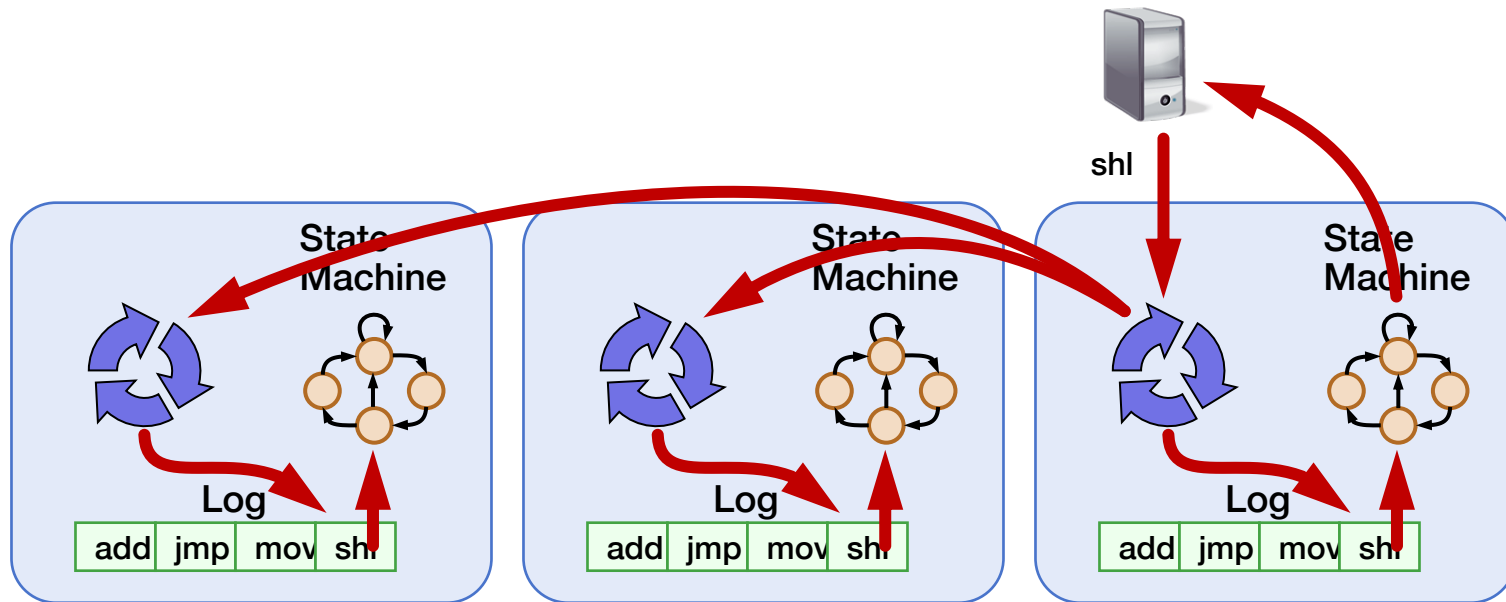 shl
State
Machine
Log
add jmp mov shl
State
Machine
Log
add jmp mov shl
State
Machine
Log
add jmp mov shl